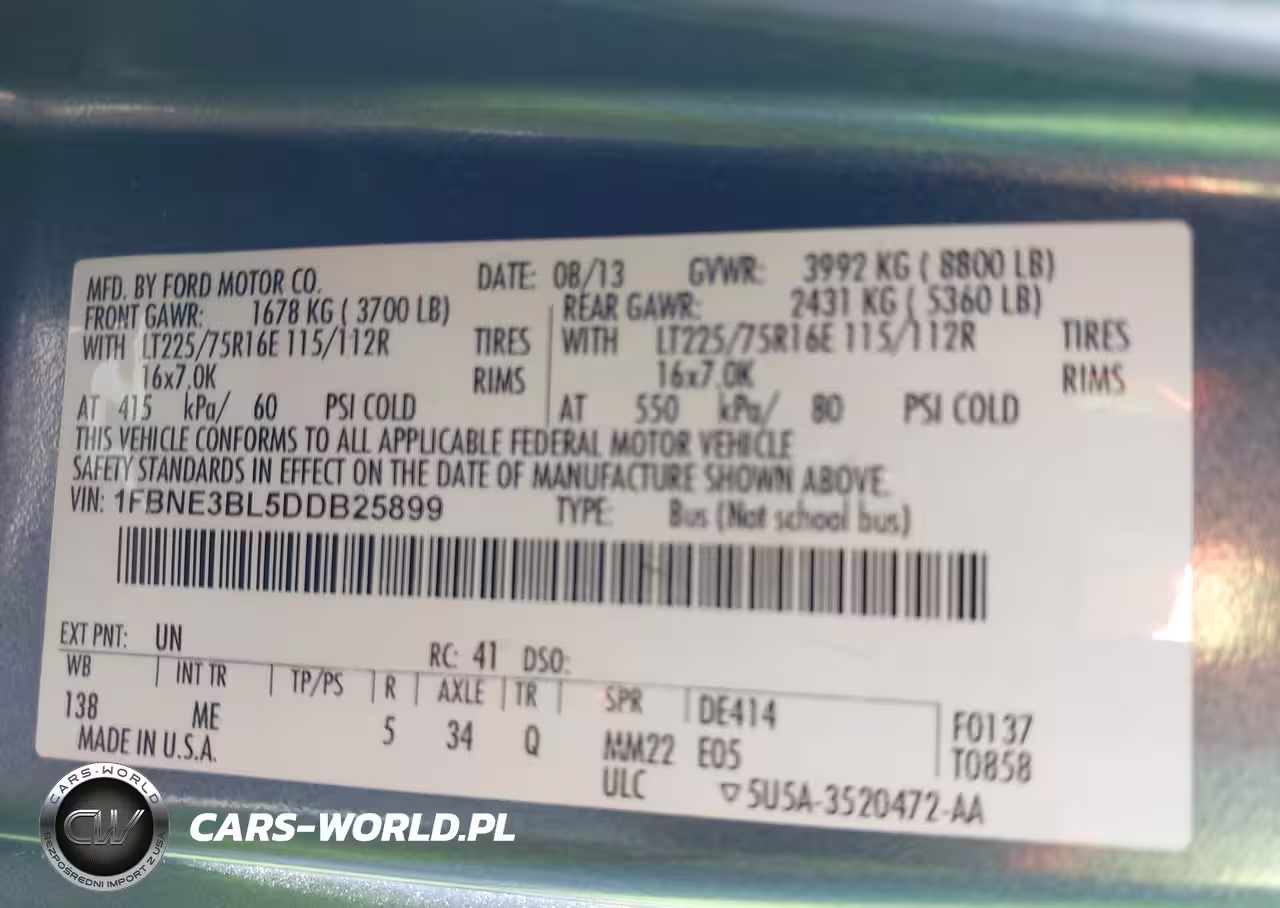 MFD. BY FORD MOTOR CO. DATE: 08/13 GVWR: 3992 KG ( 8800 LB)
FRONT GAWR: 1678 KG ( 3700 LB) REAR GAWR: 2431 KG ( 5360 LB)
WITH LT225/75R16E 115/112R TIRES WITH LT225/75R16E 115/112R TIRES
16x7.0K RIMS 16x7.0K RIMS
AT 415 kPa/ 60 PSI COLD AT 550 kPa/ 80 PSI COLD
THIS VEHICLE CONFORMS TO ALL APPLICABLE FEDERAL MOTOR VEHICLE
SAFETY STANDARDS IN EFFECT ON THE DATE OF MANUFACTURE SHOWN ABOVE.
VIN: 1FBNE3BL5DDB25899 TYPE: Bus (Not school bus)
EXT PNT: UN RC: 41 DSO:
WB INT TR TP/PS R AXLE TR SPR DE414 F0137
138 ME 5 34 Q MM22 E05 T0858
MADE IN U.S.A. ULC ▽5U5A-3520472-AA
CARS-WORLD
CW
BEZPOŚREDNI IMPORT Z USA
CARS-WORLD.PL